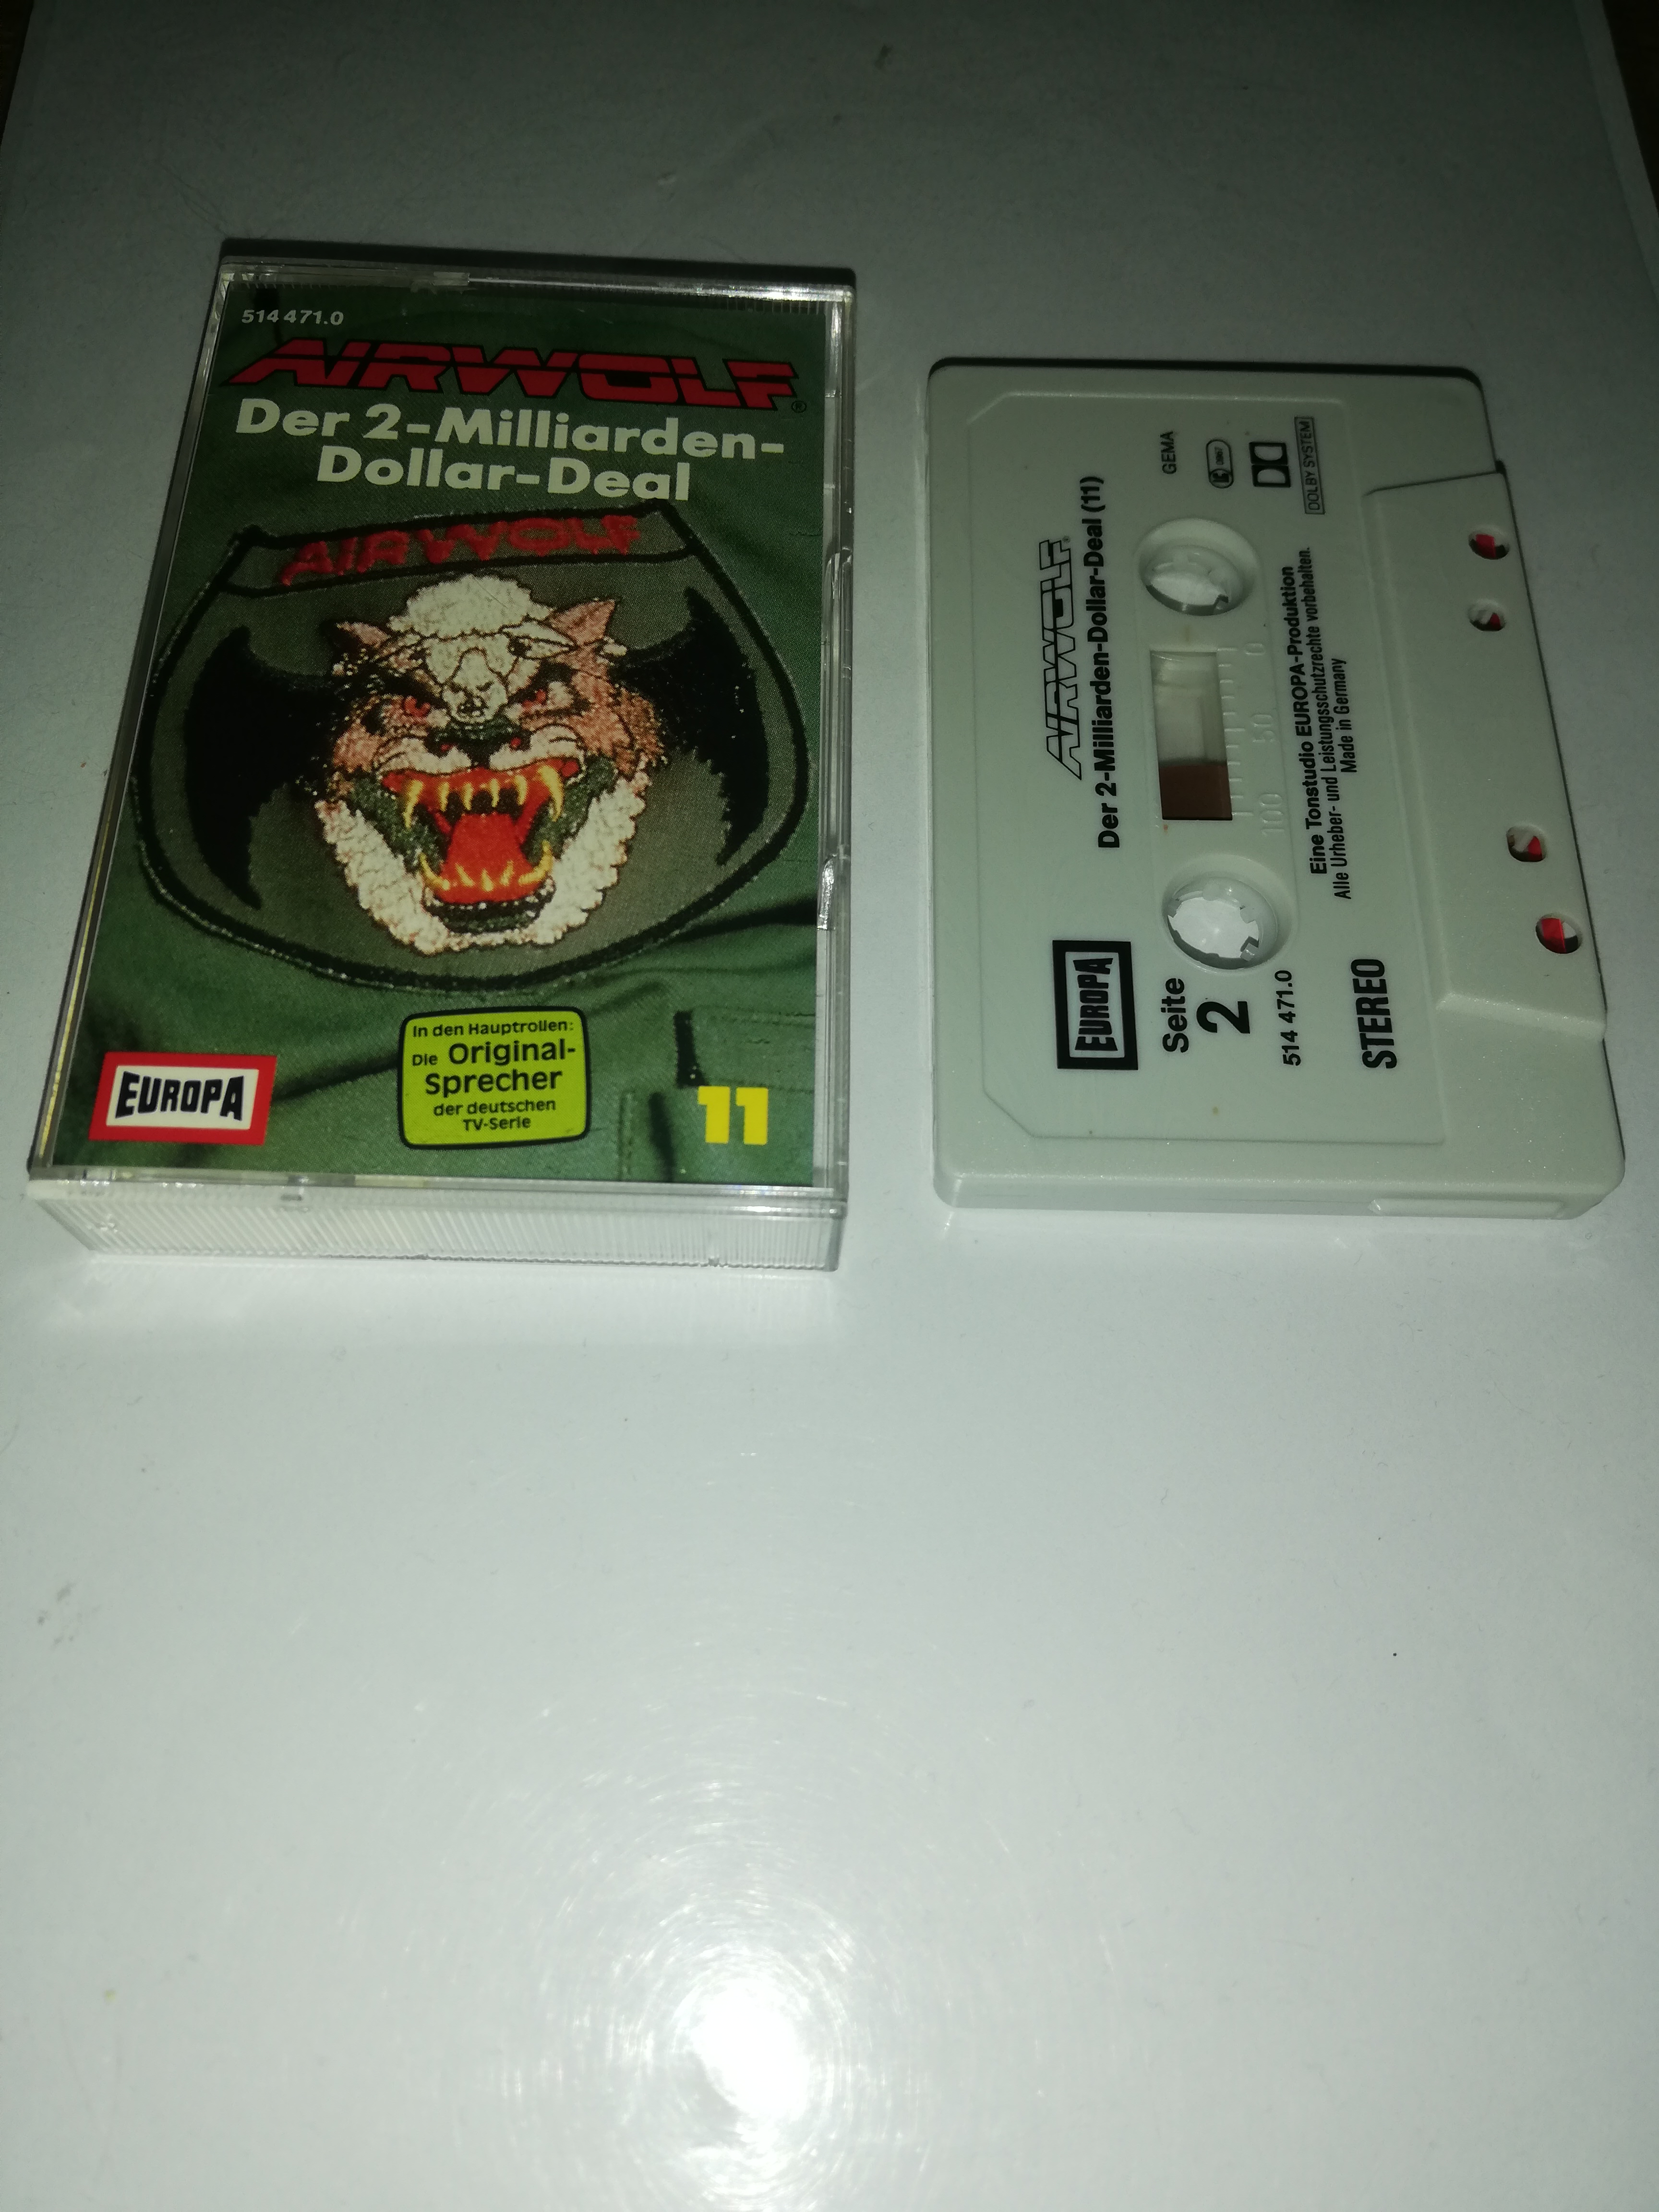 514 471.0
AIRWOLF®
Der 2-Milliarden-
Dollar-Deal
AIRWOLF
In den Hauptrollen:
Die Original-
Sprecher
der deutschen
TV-Serie
EUROPA
11
AIRWOLF®
Der 2-Milliarden-Dollar-Deal (11)
GEMA
EUROPA
Seite
2
514 471.0
DOLBY SYSTEM
100 50 0
Eine Tonstudio EUROPA-Produktion
Alle Urheber- und Leistungsschutzrechte vorbehalten.
Made in Germany
STEREO